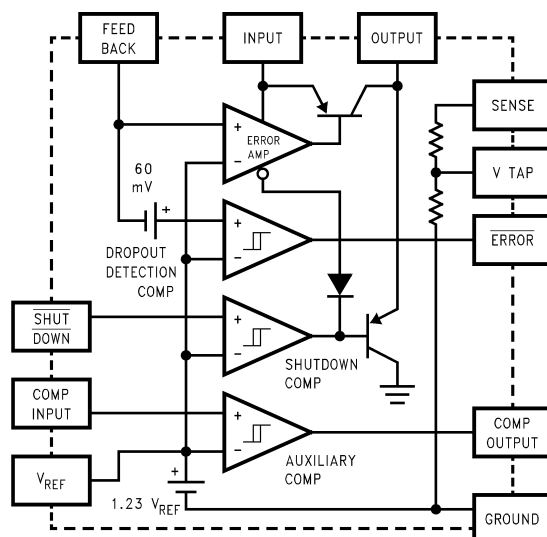 FEED
BACK
INPUT
OUTPUT
SENSE
+
ERROR
AMP
−
V TAP
60
mV
+
+
ERROR
DROPOUT
DETECTION
COMP
−
SHUT
DOWN
+
−
SHUTDOWN
COMP
COMP
INPUT
+
COMP
OUTPUT
VREF
−
AUXILIARY
COMP
+
1.23 VREF
GROUND